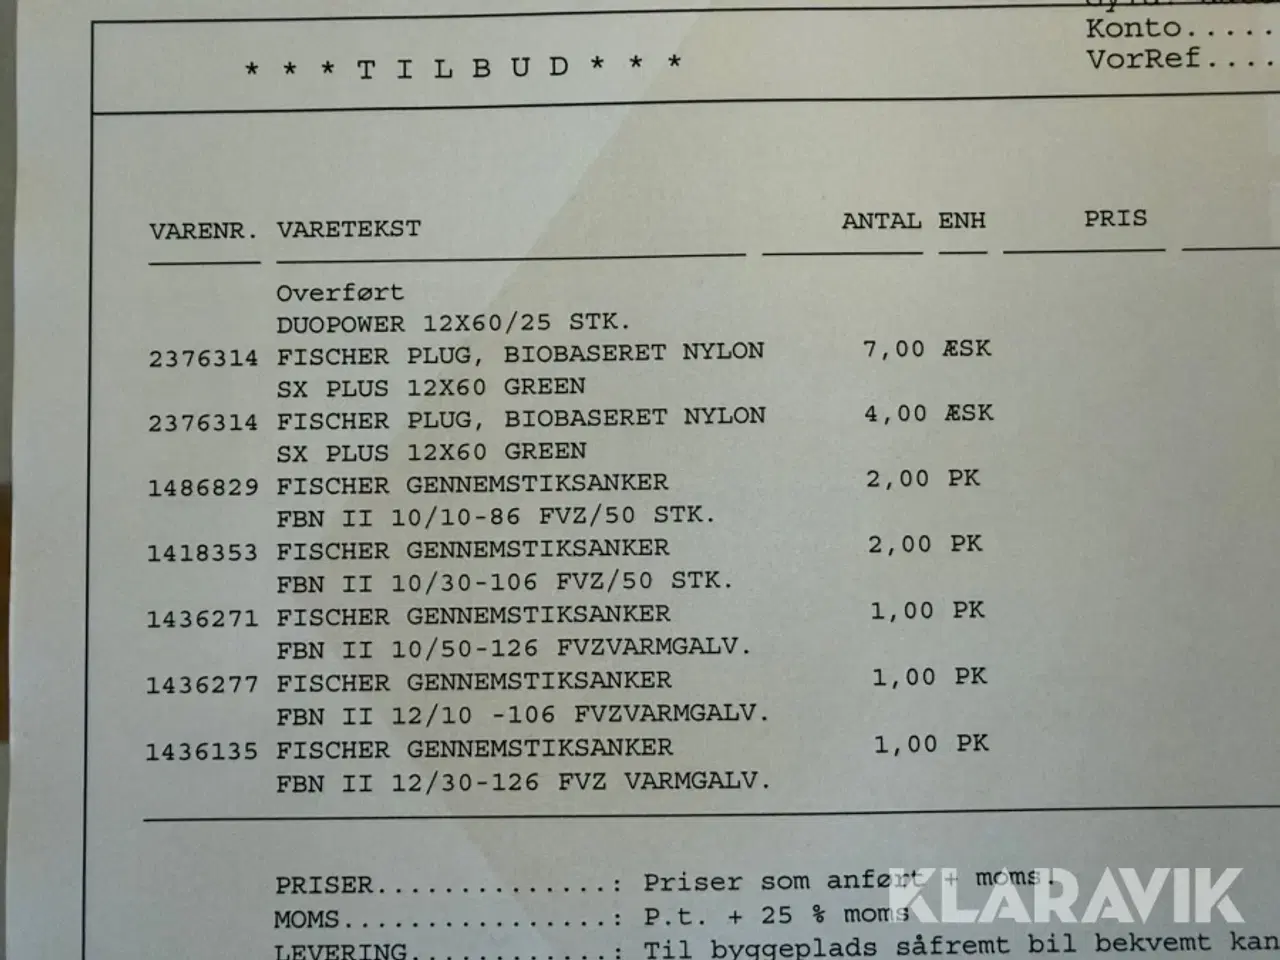 Konto.....
VorRef....
* * * T I L B U D * * *
VARENR. VARETEKST ANTAL ENH PRIS
Overført
DUOPOWER 12X60/25 STK.
2376314 FISCHER PLUG, BIOBASERET NYLON 7,00 ÆSK
SX PLUS 12X60 GREEN
2376314 FISCHER PLUG, BIOBASERET NYLON 4,00 ÆSK
SX PLUS 12X60 GREEN
1486829 FISCHER GENNEMSTIKSANKER 2,00 PK
FBN II 10/10-86 FVZ/50 STK.
1418353 FISCHER GENNEMSTIKSANKER 2,00 PK
FBN II 10/30-106 FVZ/50 STK.
1436271 FISCHER GENNEMSTIKSANKER 1,00 PK
FBN II 10/50-126 FVZVARMGALV.
1436277 FISCHER GENNEMSTIKSANKER 1,00 PK
FBN II 12/10 -106 FVZVARMGALV.
1436135 FISCHER GENNEMSTIKSANKER 1,00 PK
FBN II 12/30-126 FVZ VARMGALV.
PRISER...............: Priser som anført + moms.
MOMS.................: P.t. + 25 % moms
LEVERING.............: Til byggeplads såfremt bil bekvemt kan
KLARAVIK